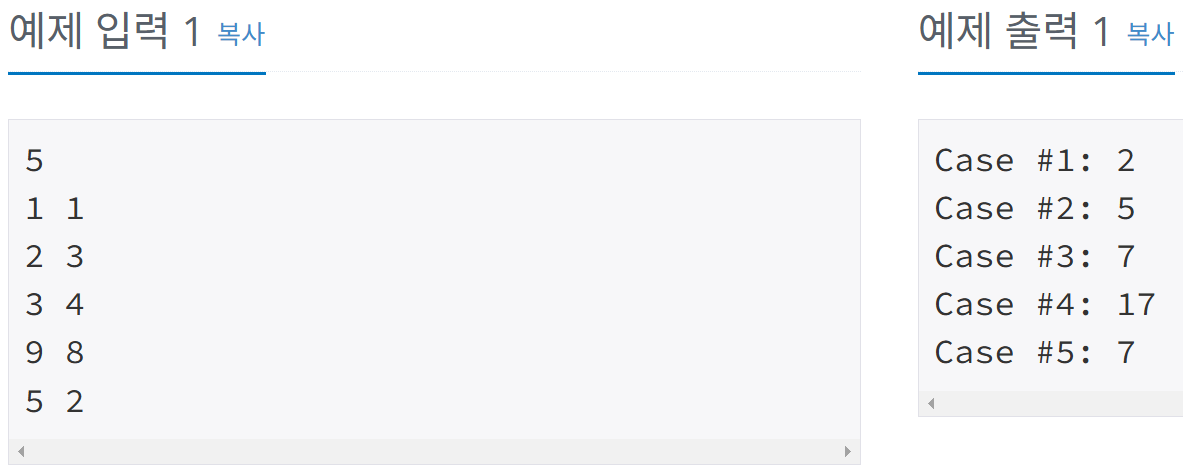 예제 입력 1 복사
5
1 1
2 3
3 4
9 8
5 2
예제 출력 1 복사
Case #1: 2
Case #2: 5
Case #3: 7
Case #4: 17
Case #5: 7